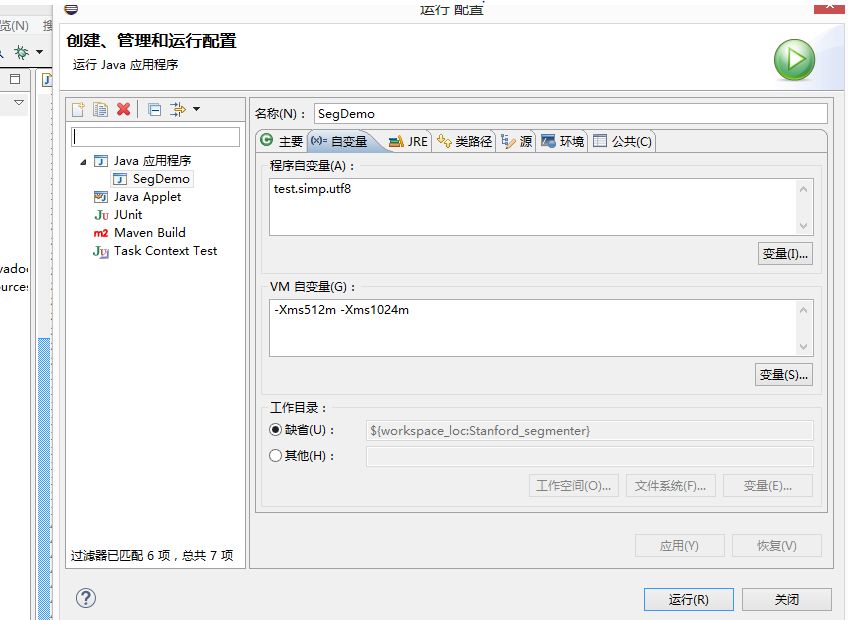 运行 配置
览(N) 搜
创建、管理和运行配置
运行 Java 应用程序
名称(N)：
SegDemo
主要
(x)= 自变量
JRE
类路径
源
环境
公共(C)
Java 应用程序
SegDemo
Java Applet
Ju JUnit
m2 Maven Build
Ju Task Context Test
程序自变量(A)：
test.simp.utf8
变量(I)...
vadoc
ources
VM 自变量(G)：
-Xms512m -Xms1024m
变量(S)...
工作目录：
缺省(U)：
${workspace_loc:Stanford_segmenter}
其他(H)：
工作空间(O)...
文件系统(F)...
变量(E)...
过滤器已匹配 6 项，总共 7 项
应用(Y)
恢复(V)
运行(R)
关闭